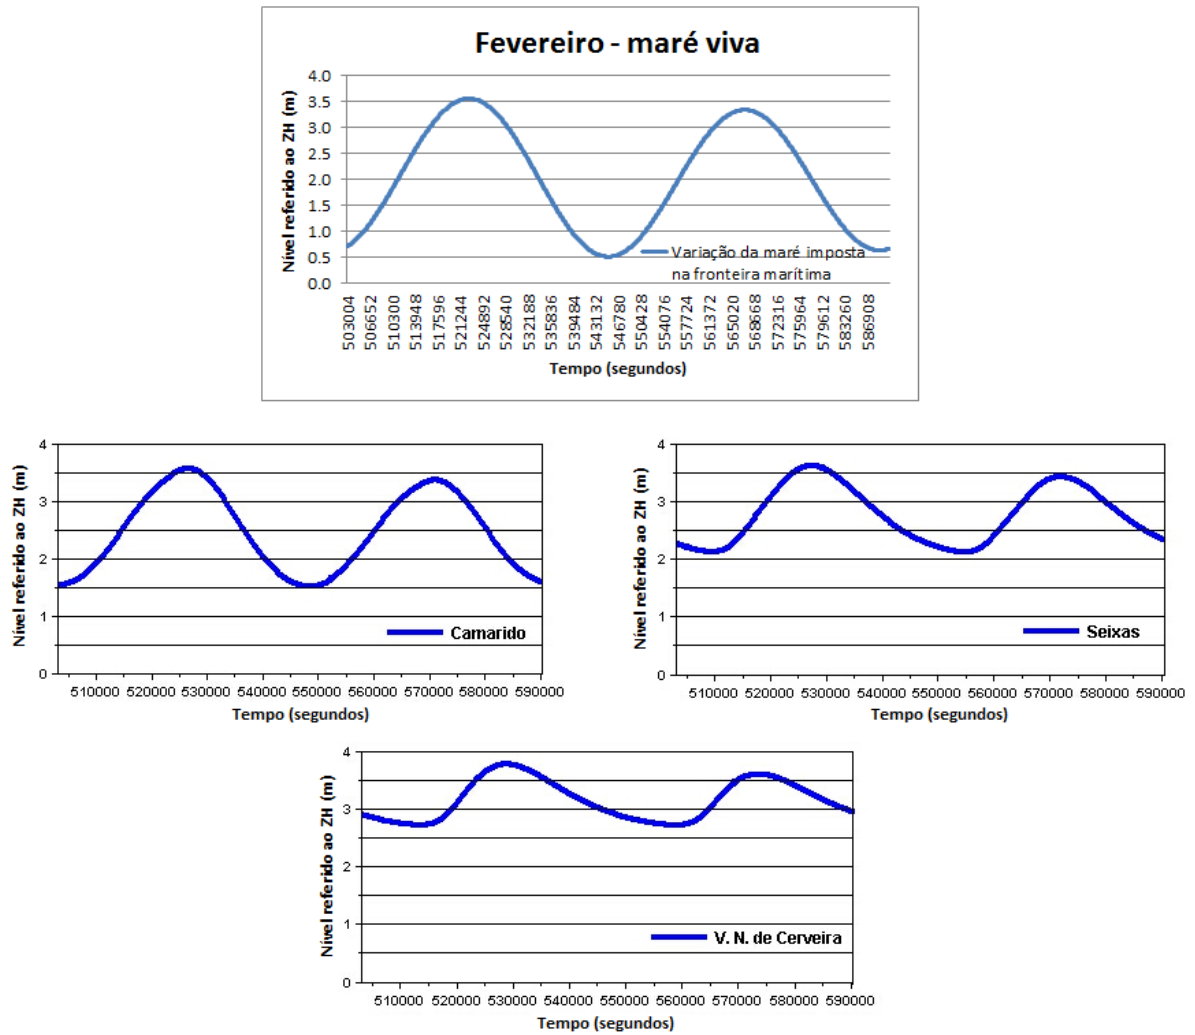 Fevereiro - maré viva
Nível referido ao ZH (m)
4.0
3.5
3.0
2.5
2.0
1.5
1.0
0.5
0.0
Variação da maré imposta
na fronteira marítima
503004 506652 510300 513948 517596 521244 524892 528540 532188 535836 539484 543132 546780 550428 554076 557724 561372 565020 568668 572316 575964 579612 583260 586908
Tempo (segundos)
Nível referido ao ZH (m)
4
3
2
1
0
Camarido
510000 520000 530000 540000 550000 560000 570000 580000 590000
Tempo (segundos)
Nível referido ao ZH (m)
4
3
2
1
0
Seixas
510000 520000 530000 540000 550000 560000 570000 580000 590000
Tempo (segundos)
Nível referido ao ZH (m)
4
3
2
1
0
V. N. de Cerveira
510000 520000 530000 540000 550000 560000 570000 580000 590000
Tempo (segundos)